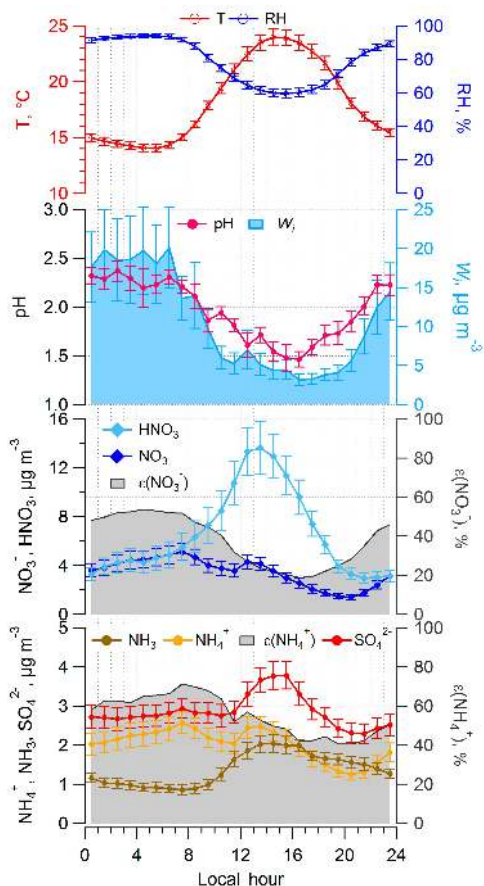 T RH
25
20
15
10
T, °C
100
80
60
40
20
0
RH, %
pH Wi
3.0
2.5
2.0
1.5
1.0
pH
25
20
15
10
5
0
Wi, µg m-3
HNO3
NO3
ε(NO3-)
16
12
8
4
0
NO3-, HNO3, µg m-3
100
80
60
40
20
0
ε(NO3-), %
NH3 NH4+ ε(NH4+) SO42-
5
4
3
2
1
0
NH4+, NH3, SO42-, µg m-3
100
80
60
40
20
0
ε(NH4+), %
0 4 8 12 16 20 24
Local hour